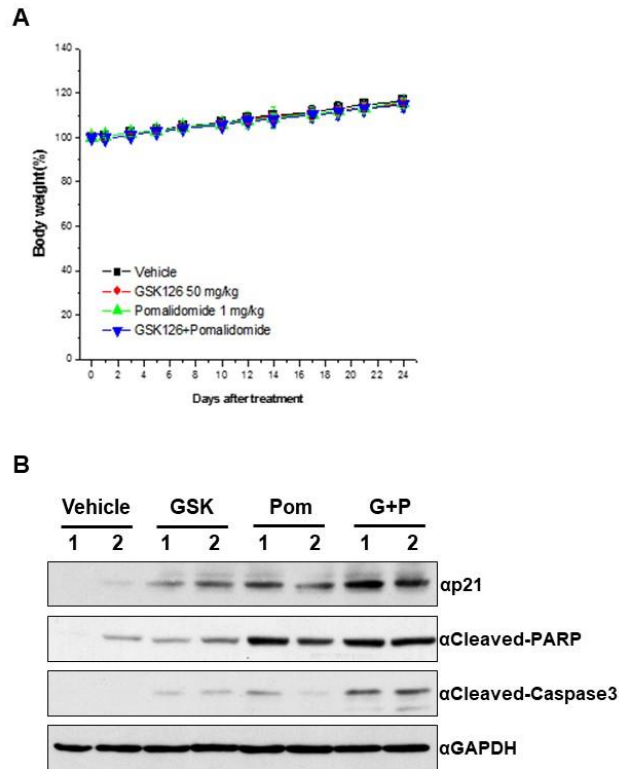 A
140
120
100
80
60
40
20
0
Body weight(%)
Vehicle
GSK126 50 mg/kg
Pomalidomide 1 mg/kg
GSK126+Pomalidomide
0 2 4 6 8 10 12 14 16 18 20 22 24
Days after treatment
B
Vehicle GSK Pom G+P
1 2 1 2 1 2 1 2
αp21
αCleaved-PARP
αCleaved-Caspase3
αGAPDH